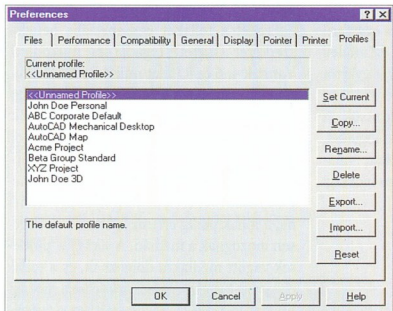 Preferences
Files Performance Compatibility General Display Pointer Printer Profiles
Current profile:
<<Unnamed Profile>>
<<Unnamed Profile>>
John Doe Personal
ABC Corporate Default
AutoCAD Mechanical Desktop
AutoCAD Map
Acme Project
Beta Group Standard
XYZ Project
John Doe 3D
Set Current
Copy...
Rename...
Delete
Export...
Import...
Reset
The default profile name.
OK Cancel Apply Help